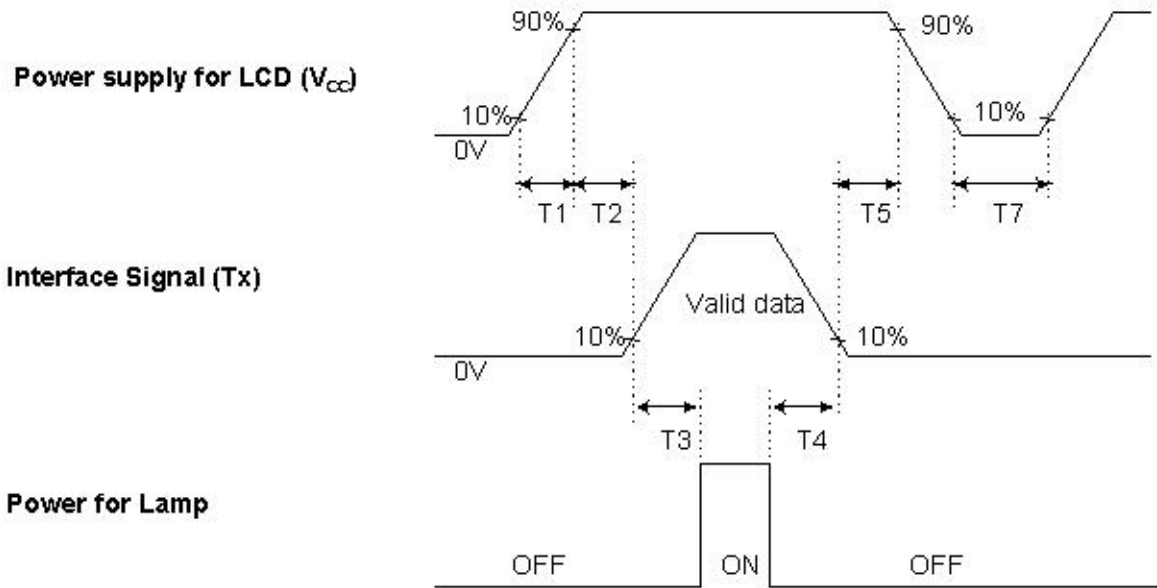 90%
90%
Power supply for LCD (VCC)
10%
10%
0V
T1
T2
T5
T7
Interface Signal (Tx)
Valid data
10%
10%
0V
T3
T4
Power for Lamp
OFF
ON
OFF